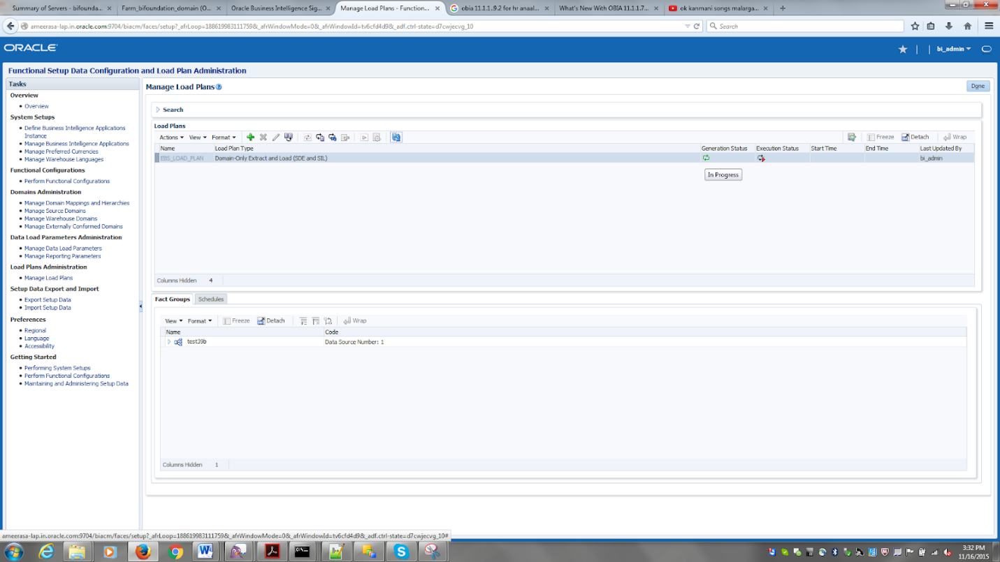 Summary of Servers - bifounda...
Farm_bifoundation_domain (O...
Oracle Business Intelligence Sig...
Manage Load Plans - Function...
obia 11.1.1..9.2 for hr anaal...
What's New With OBIA 11.1.1.7...
ok kanmani songs malarga...
ameerasa-lap.in.oracle.com:9704/biacm/faces/setup?_afrLoop=188619983111759&_afrWindowMode=0&_afrWindowId=tv6cfd4d9&_adf.ctrl-state=d7cwjecvg_10
Search
ORACLE
bi_admin
Functional Setup Data Configuration and Load Plan Administration
Tasks
Overview
Overview
System Setups
Define Business Intelligence Applications
Instance
Manage Business Intelligence Applications
Manage Preferred Currencies
Manage Warehouse Languages
Functional Configurations
Perform Functional Configurations
Domains Administration
Manage Domain Mappings and Hierarchies
Manage Source Domains
Manage Warehouse Domains
Manage Externally Conformed Domains
Data Load Parameters Administration
Manage Data Load Parameters
Manage Reporting Parameters
Load Plans Administration
Manage Load Plans
Setup Data Export and Import
Export Setup Data
Import Setup Data
Preferences
Regional
Language
Accessibility
Getting Started
Performing System Setups
Perform Functional Configurations
Maintaining and Administering Setup Data
Manage Load Plans
Done
Search
Load Plans
Actions View Format Freeze Detach Wrap
Name Load Plan Type Generation Status Execution Status Start Time End Time Last Updated By
EBS_LOAD_PLAN Domain-Only Extract and Load (SDE and SIL) bi_admin
In Progress
Columns Hidden 4
Fact Groups Schedules
View Format Freeze Detach Wrap
Name Code
test39b Data Source Number: 1
Columns Hidden 1
ameerasa-lap.in.oracle.com:9704/biacm/faces/setup?_afrLoop=188619983111759&_afrWindowMode=0&_afrWindowId=tv6cfd4d9&_adf.ctrl-state=d7cwjecvg_10#
3:32 PM
11/16/2015